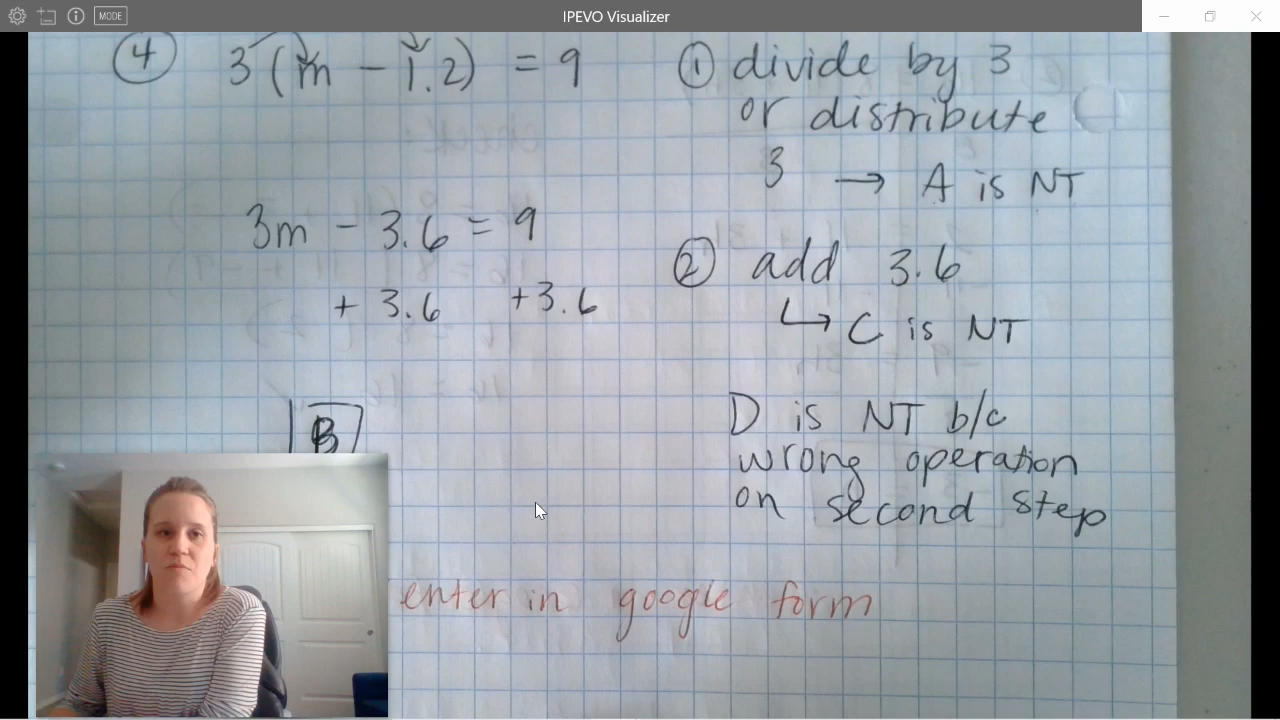 MODE
IPEVO Visualizer
④ 3(m - 1.2) = 9
3m - 3.6 = 9
+ 3.6 +3.6
B
① divide by 3
or distribute
3 → A is NT
② add 3.6
↳ C is NT
D is NT b/c
wrong operation
on second step
enter in google form